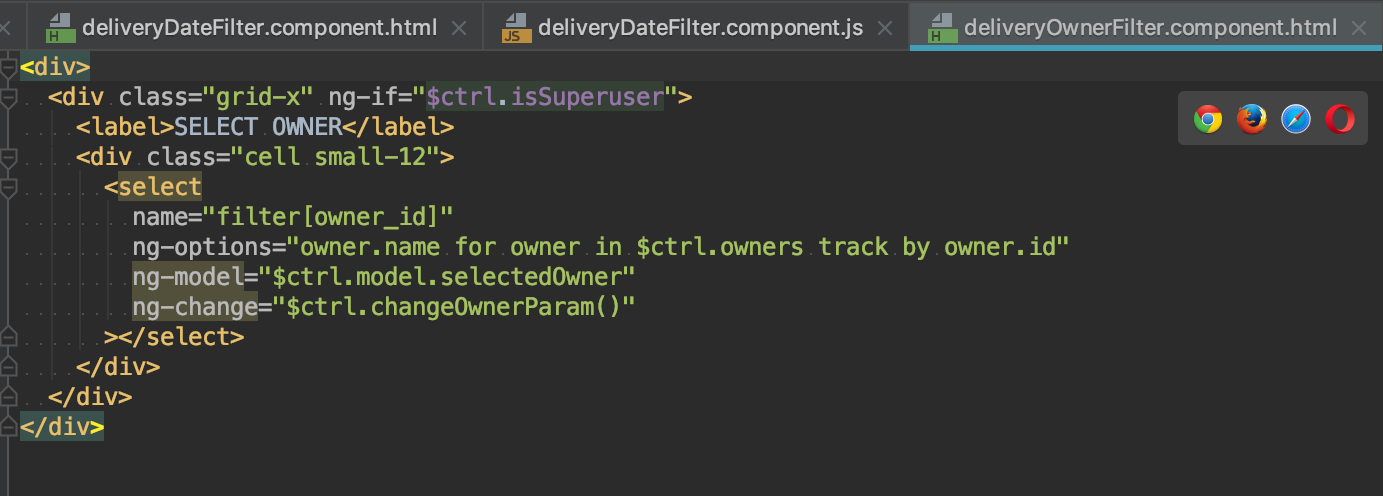 deliveryDateFilter.component.html deliveryDateFilter.component.js deliveryOwnerFilter.component.html
<div>
  <div class="grid-x" ng-if="$ctrl.isSuperuser">
    <label>SELECT OWNER</label>
    <div class="cell small-12">
      <select
        name="filter[owner_id]"
        ng-options="owner.name for owner in $ctrl.owners track by owner.id"
        ng-model="$ctrl.model.selectedOwner"
        ng-change="$ctrl.changeOwnerParam()"
      ></select>
    </div>
  </div>
</div>